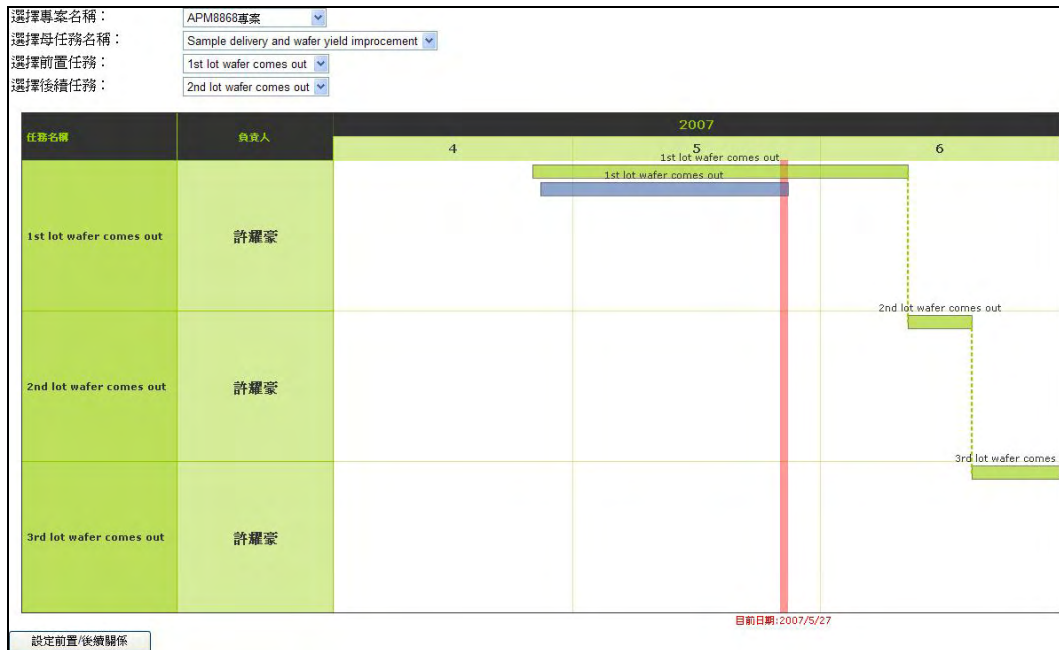 選擇專案名稱：
APM8868專案
選擇母任務名稱：
Sample delivery and wafer yield improcement
選擇前置任務：
1st lot wafer comes out
選擇後續任務：
2nd lot wafer comes out
任務名稱
負責人
2007
4
5
6
1st lot wafer comes out
1st lot wafer comes out
1st lot wafer comes out
許耀豪
2nd lot wafer comes out
2nd lot wafer comes out
許耀豪
3rd lot wafer comes
3rd lot wafer comes out
許耀豪
目前日期:2007/5/27
設定前置/後續關係